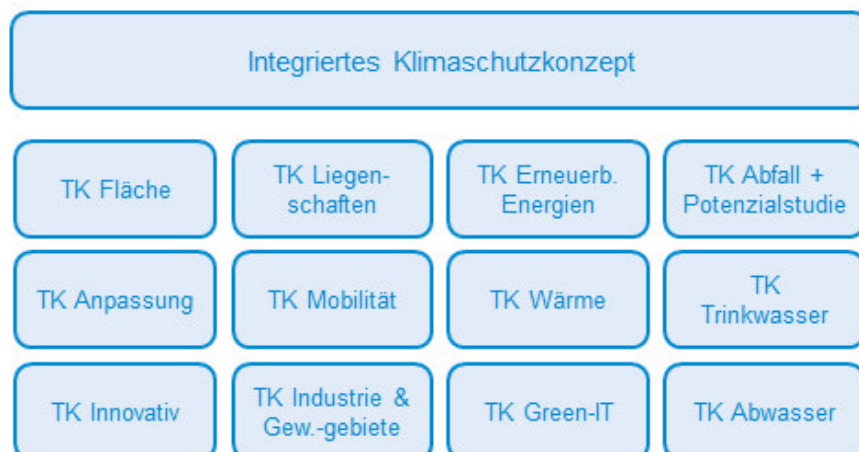 Integriertes Klimaschutzkonzept
TK Fläche
TK Liegen-
schaften
TK Erneuerb.
Energien
TK Abfall +
Potenzialstudie
TK Anpassung
TK Mobilität
TK Wärme
TK
Trinkwasser
TK Innovativ
TK Industrie &
Gew.-gebiete
TK Green-IT
TK Abwasser